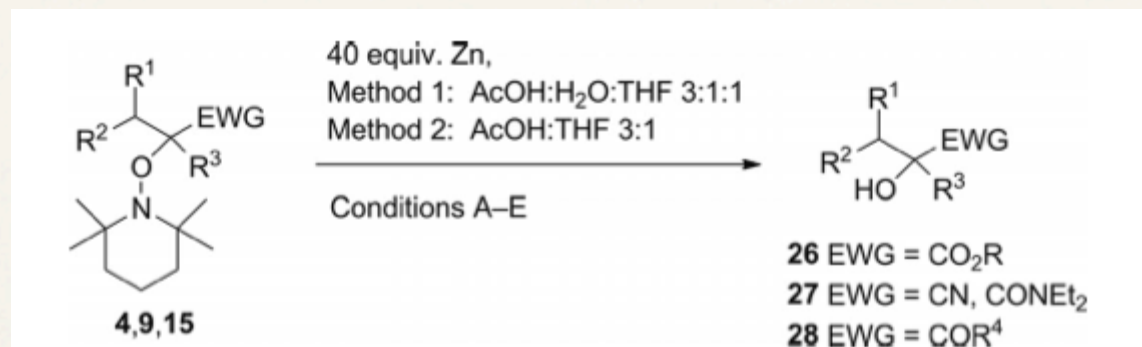 40 equiv. Zn,
Method 1: AcOH:H₂O:THF 3:1:1
Method 2: AcOH:THF 3:1
Conditions A–E
R¹
R²
EWG
O
R³
N
4,9,15
R¹
R²
EWG
HO
R³
26 EWG = CO₂R
27 EWG = CN, CONEt₂
28 EWG = COR⁴